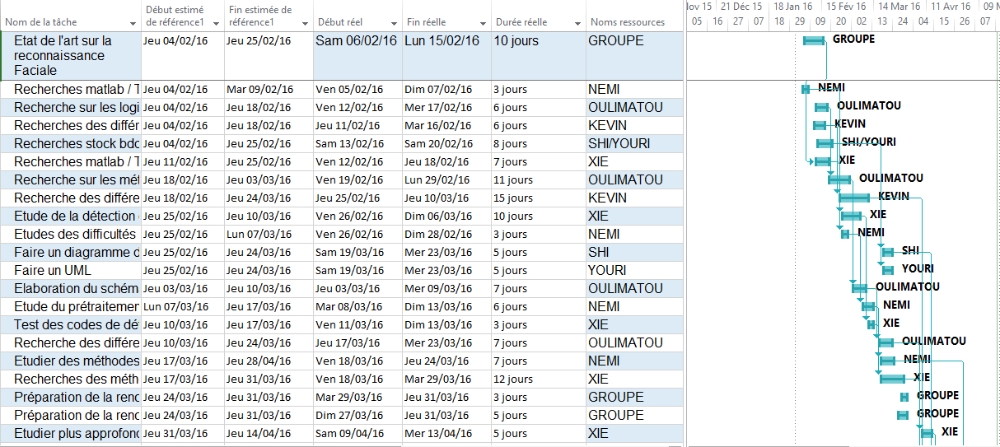 Nom de la tâche Début estimé de référence1 Fin estimée de référence1 Début réel Fin réelle Durée réelle Noms ressources
Etat de l'art sur la reconnaissance Faciale Jeu 04/02/16 Jeu 25/02/16 Sam 06/02/16 Lun 15/02/16 10 jours GROUPE
Recherches matlab / T Jeu 04/02/16 Mar 09/02/16 Ven 05/02/16 Dim 07/02/16 3 jours NEMI
Recherche sur les logi Jeu 04/02/16 Jeu 18/02/16 Ven 12/02/16 Mer 17/02/16 6 jours OULIMATOU
Recherches des différ Jeu 04/02/16 Jeu 18/02/16 Jeu 11/02/16 Mar 16/02/16 6 jours KEVIN
Recherches stock bdd Jeu 04/02/16 Jeu 25/02/16 Sam 13/02/16 Sam 20/02/16 8 jours SHI/YOURI
Recherches matlab / T Jeu 11/02/16 Jeu 25/02/16 Ven 12/02/16 Jeu 18/02/16 7 jours XIE
Recherche sur les mét Jeu 18/02/16 Jeu 03/03/16 Ven 19/02/16 Lun 29/02/16 11 jours OULIMATOU
Recherche des différe Jeu 18/02/16 Jeu 24/03/16 Jeu 25/02/16 Jeu 10/03/16 15 jours KEVIN
Etude de la détection Jeu 25/02/16 Jeu 10/03/16 Ven 26/02/16 Dim 06/03/16 10 jours XIE
Etudes des difficultés Jeu 25/02/16 Lun 07/03/16 Ven 26/02/16 Dim 28/02/16 3 jours NEMI
Faire un diagramme d Jeu 25/02/16 Jeu 24/03/16 Sam 19/03/16 Mer 23/03/16 5 jours SHI
Faire un UML Jeu 25/02/16 Jeu 24/03/16 Sam 19/03/16 Mer 23/03/16 5 jours YOURI
Elaboration du schém Jeu 03/03/16 Jeu 10/03/16 Jeu 03/03/16 Mer 09/03/16 7 jours OULIMATOU
Etude du prétraitemen Lun 07/03/16 Jeu 17/03/16 Mar 08/03/16 Dim 13/03/16 6 jours NEMI
Test des codes de dé Jeu 10/03/16 Jeu 17/03/16 Ven 11/03/16 Dim 13/03/16 3 jours XIE
Recherche des différe Jeu 10/03/16 Jeu 24/03/16 Jeu 17/03/16 Mer 23/03/16 7 jours OULIMATOU
Etudier des méthodes Jeu 17/03/16 Jeu 28/04/16 Ven 18/03/16 Jeu 24/03/16 7 jours NEMI
Recherches des méth Jeu 17/03/16 Jeu 31/03/16 Ven 18/03/16 Mar 29/03/16 12 jours XIE
Préparation de la rend Jeu 24/03/16 Jeu 31/03/16 Mar 29/03/16 Jeu 31/03/16 3 jours GROUPE
Préparation de la rend Jeu 24/03/16 Jeu 31/03/16 Dim 27/03/16 Jeu 31/03/16 5 jours GROUPE
Etudier plus approfon Jeu 31/03/16 Jeu 14/04/16 Sam 09/04/16 Mer 13/04/16 5 jours XIE
ov 15 21 Déc 15 18 Jan 16 15 Fév 16 14 Mar 16 11 Avr 16 09 M
05 16 27 07 18 29 09 20 02 13 24 04 15 26 07
GROUPE
NEMI
OULIMATOU
KEVIN
SHI/YOURI
XIE
OULIMATOU
KEVIN
XIE
NEMI
SHI
YOURI
OULIMATOU
NEMI
XIE
OULIMATOU
NEMI
XIE
GROUPE
GROUPE
XIE